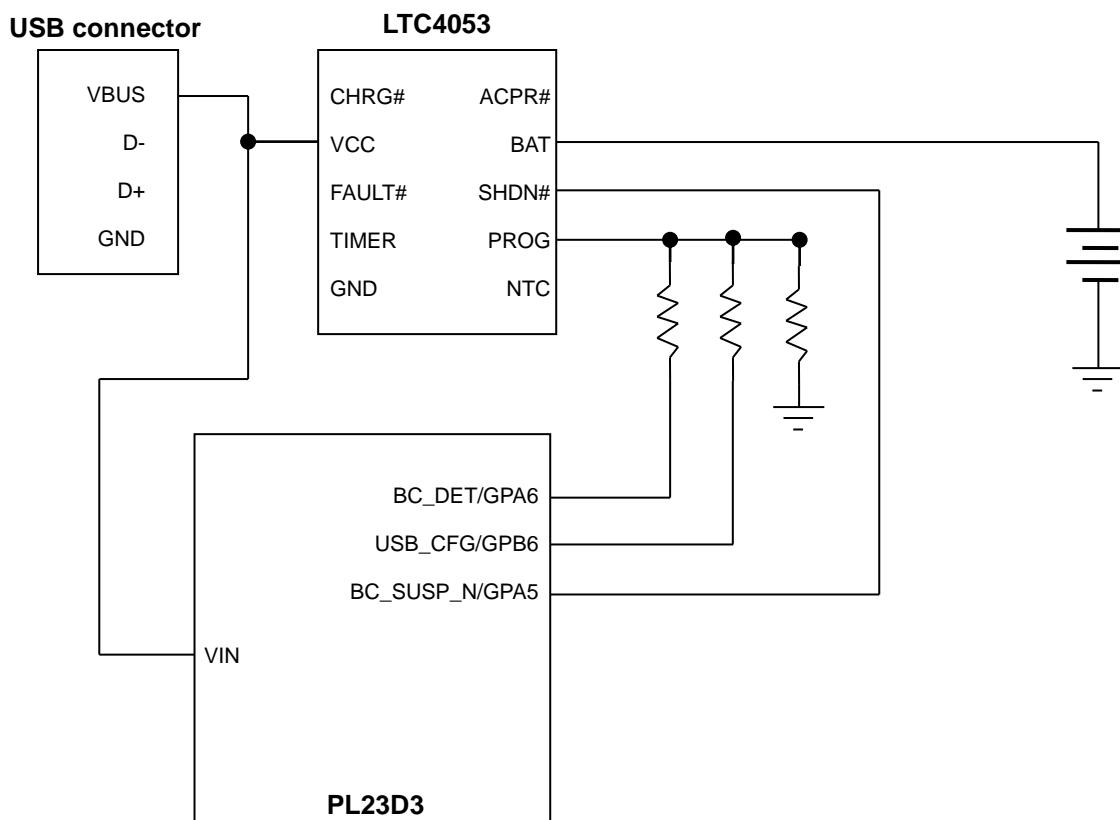 USB connector
LTC4053
VBUS
D-
D+
GND
CHRG#
VCC
FAULT#
TIMER
GND
ACPR#
BAT
SHDN#
PROG
NTC
BC_DET/GPA6
USB_CFG/GPB6
BC_SUSP_N/GPA5
VIN
PL23D3